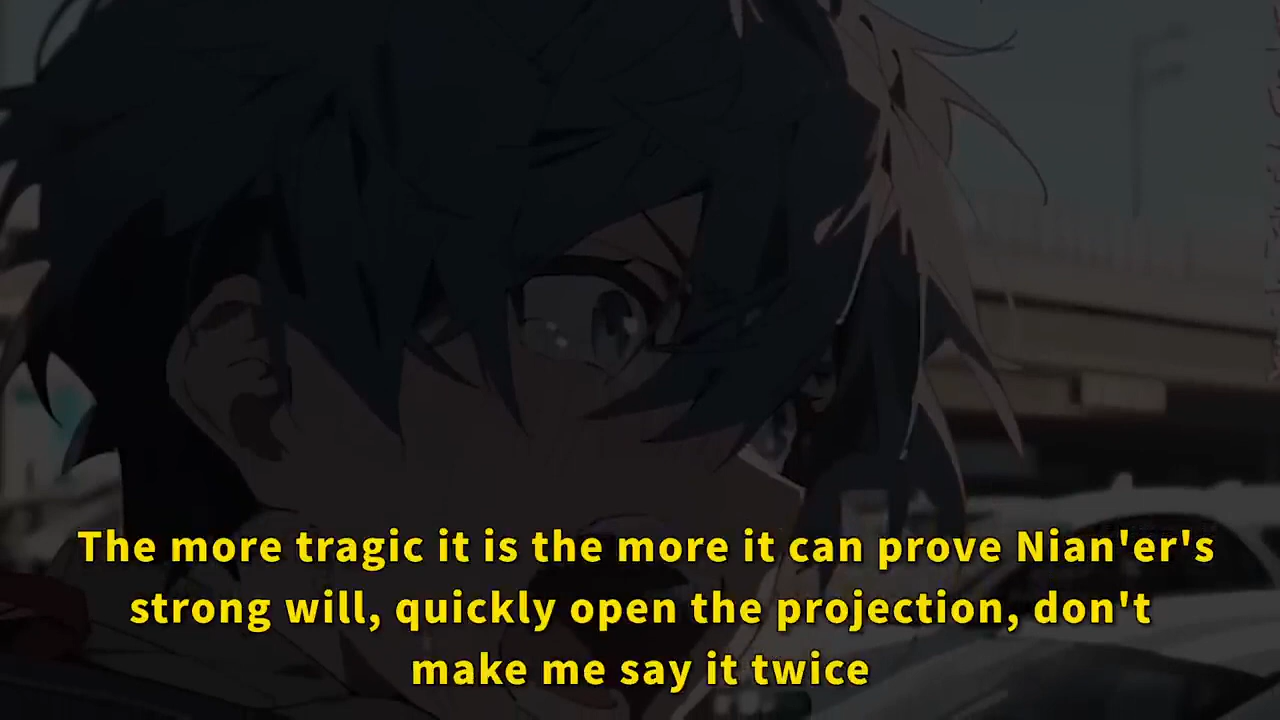 The more tragic it is the more it can prove Nian'er's
strong will, quickly open the projection, don't
make me say it twice